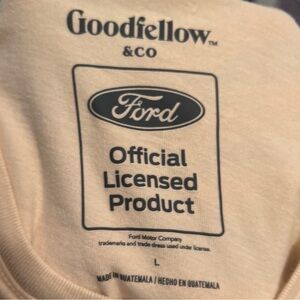 Goodfellow™
&CO
Ford
Official
Licensed
Product
Ford Motor Company
trademarks and trade dress used under license.
L
MADE IN GUATEMALA / HECHO EN GUATEMALA